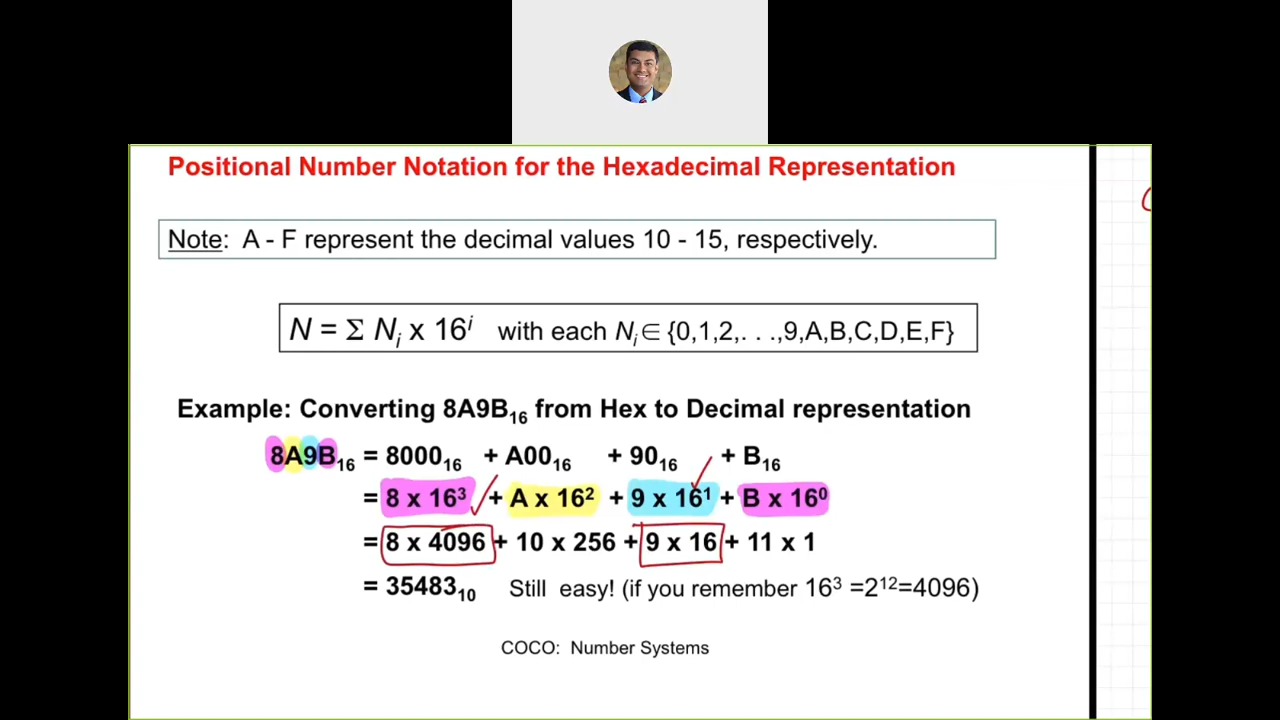 Positional Number Notation for the Hexadecimal Representation
Note: A - F represent the decimal values 10 - 15, respectively.
N = Σ Nᵢ x 16ⁱ with each Nᵢ∈ {0,1,2,. . .,9,A,B,C,D,E,F}
Example: Converting 8A9B₁₆ from Hex to Decimal representation
8A9B₁₆ = 8000₁₆ + A00₁₆ + 90₁₆ + B₁₆
= 8 x 16³ + A x 16² + 9 x 16¹ + B x 16⁰
= 8 x 4096 + 10 x 256 + 9 x 16 + 11 x 1
= 35483₁₀ Still easy! (if you remember 16³ =2¹²=4096)
COCO: Number Systems